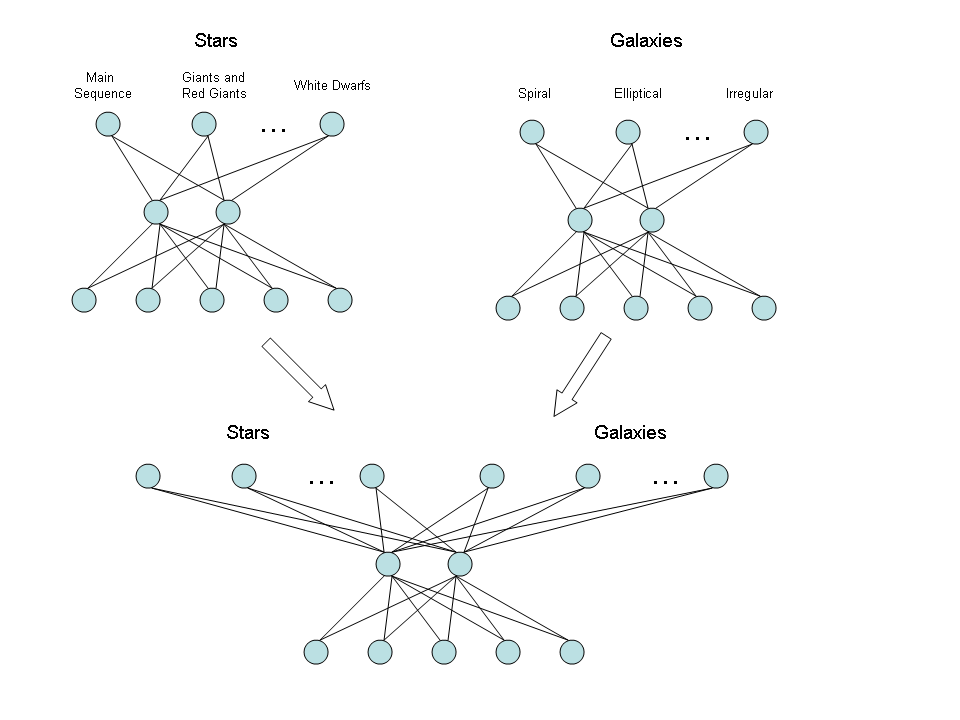 Stars
Galaxies
Main
Sequence
Giants and
Red Giants
White Dwarfs
Spiral
Elliptical
Irregular
...
...
Stars
Galaxies
...
...